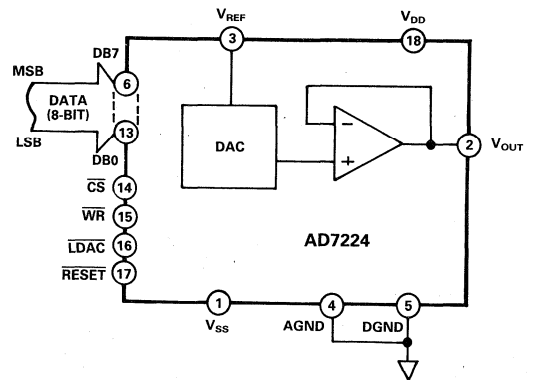 VREF
VDD
3
18
DB7
MSB
6
DATA
(8-BIT)
LSB
13
DB0
DAC
−
+
2
VOUT
CS
14
WR
15
LDAC
16
RESET
17
AD7224
1
VSS
4
AGND
5
DGND